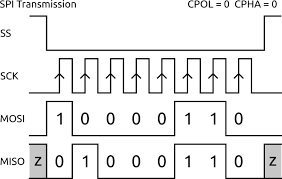 SPI Transmission CPOL = 0 CPHA = 0
SS
SCK
MOSI 1 0 0 0 0 1 1 0
MISO Z 0 1 0 0 0 1 1 0 Z